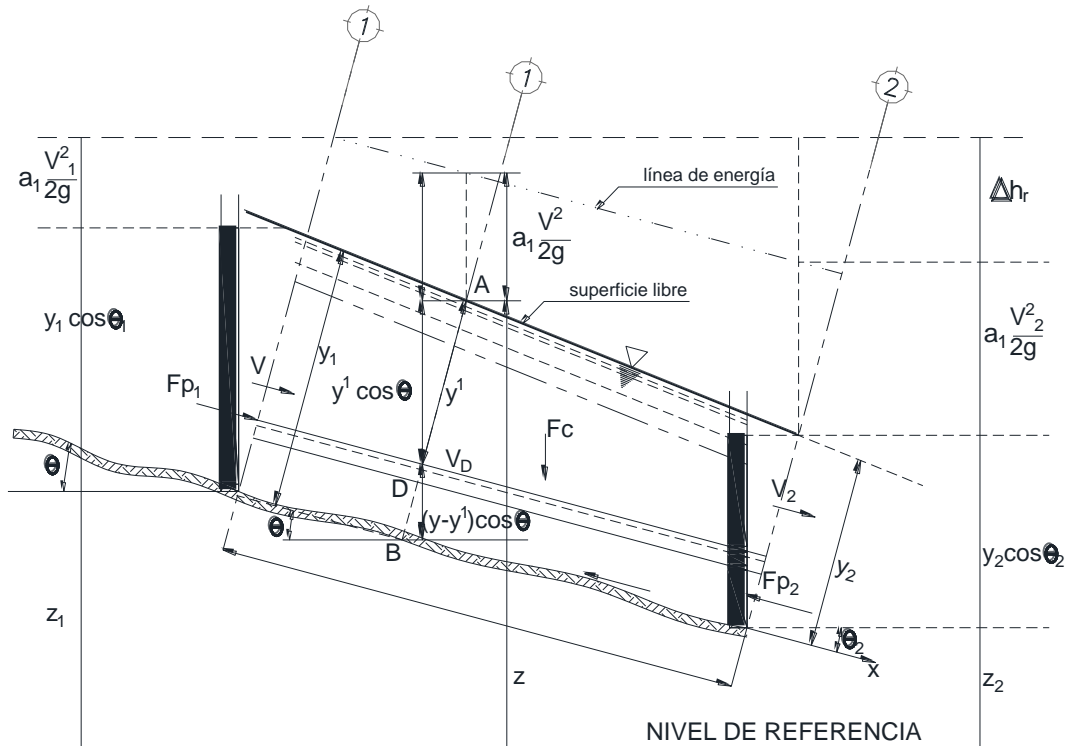 1
1
2
a₁ V²₁/2g
línea de energía
Δhᵣ
a₁ V²/2g
A
superficie libre
y₁ cosθ₁
y₁
a₁ V²₂/2g
V
Fp₁
y¹ cosθ
y¹
Fc
V_D
θ
D
V₂
θ
(y-y¹)cosθ
B
y₂
y₂cosθ₂
Fp₂
z₁
θ₂
x
z
z₂
NIVEL DE REFERENCIA